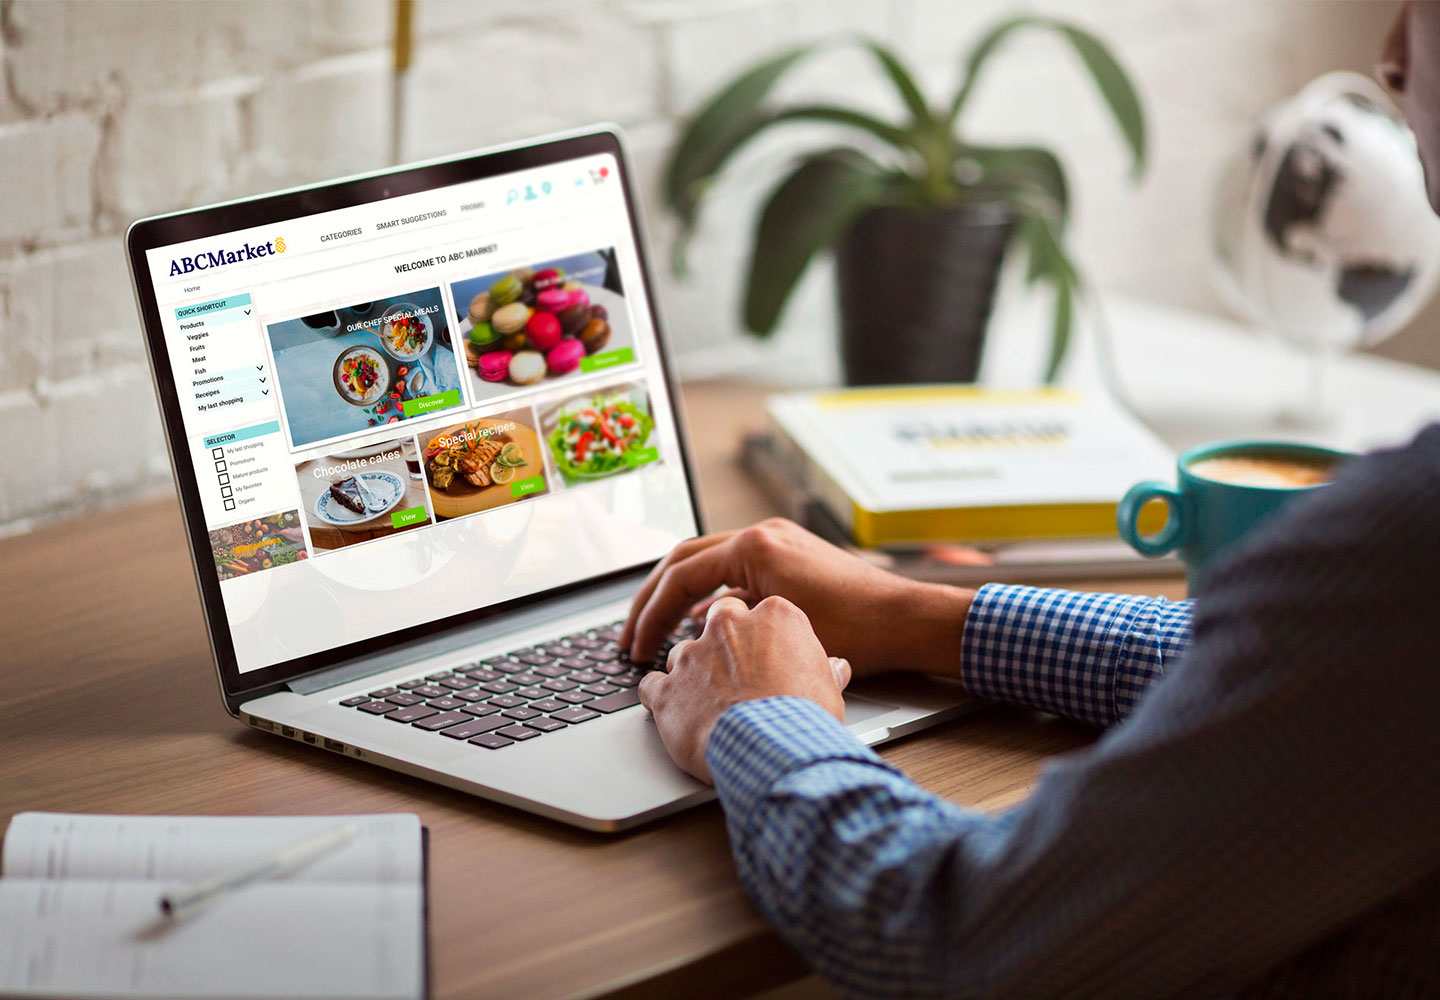 ABCMarket
CATEGORIES
SMART SUGGESTIONS
PROMO
Home
WELCOME TO ABC MARKET
QUICK SHORTCUT
Products
Veggies
Fruits
Meat
Fish
Promotions
Receipes
My last shopping
SELECTOR
My last shopping
Promotions
Mature products
My favorites
Organic
OUR CHEF SPECIAL MEALS
Discover
Discover
Chocolate cakes
View
Special recipes
View
View